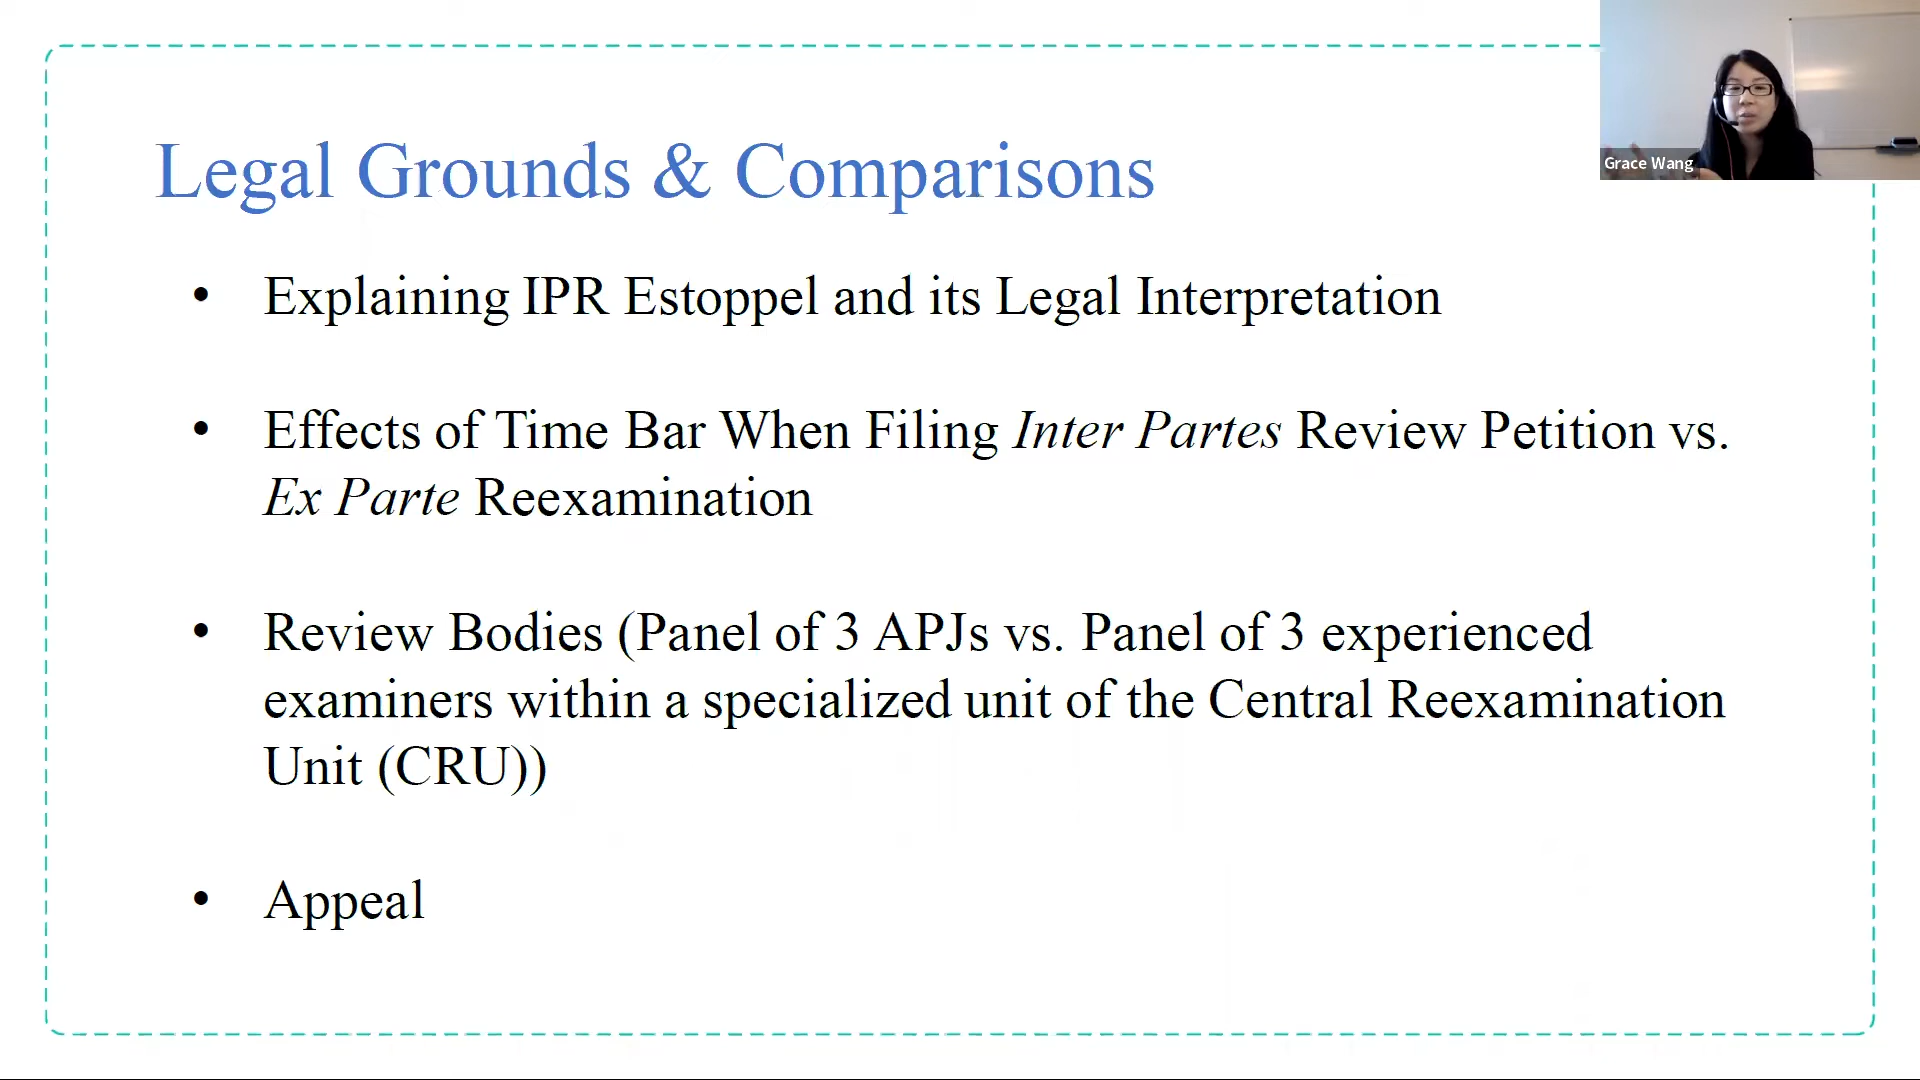 Legal Grounds & Comparisons
• Explaining IPR Estoppel and its Legal Interpretation
• Effects of Time Bar When Filing Inter Partes Review Petition vs.
Ex Parte Reexamination
• Review Bodies (Panel of 3 APJs vs. Panel of 3 experienced
examiners within a specialized unit of the Central Reexamination
Unit (CRU))
• Appeal
Grace Wang